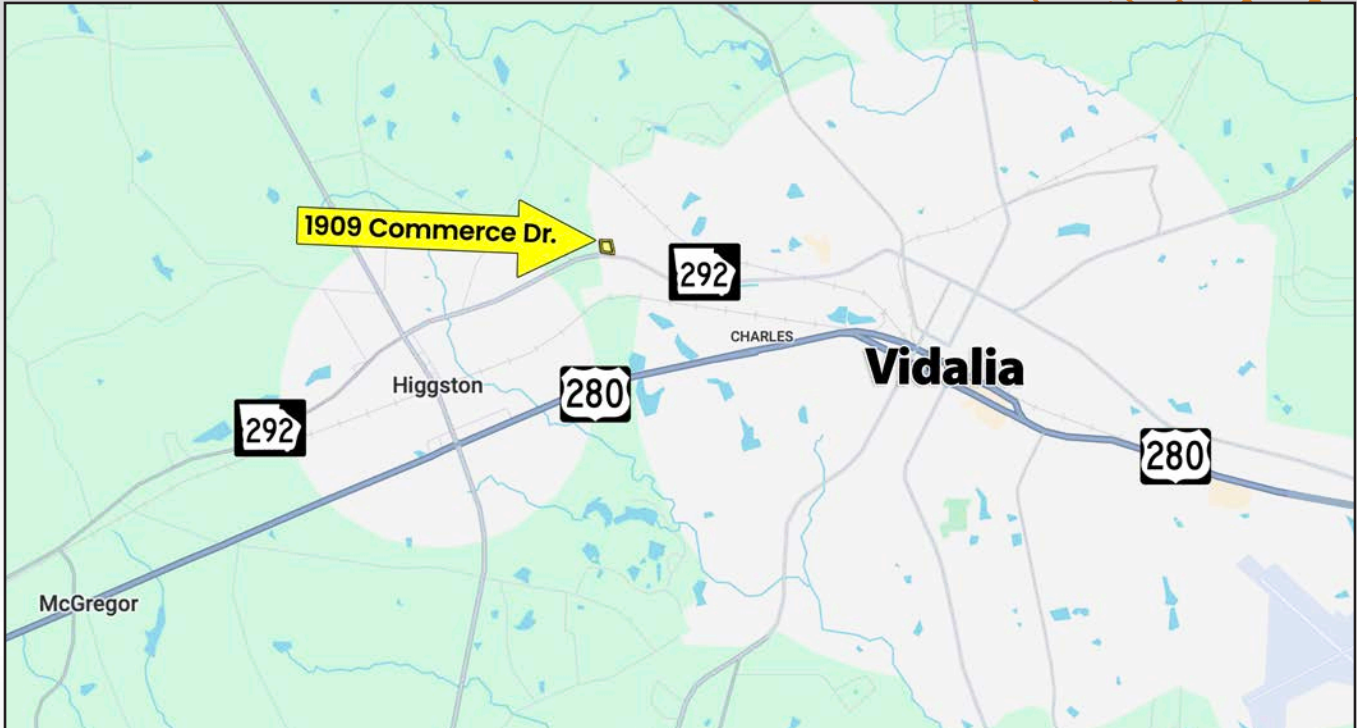 1909 Commerce Dr.
292
CHARLES
Vidalia
Higgston
280
292
280
McGregor